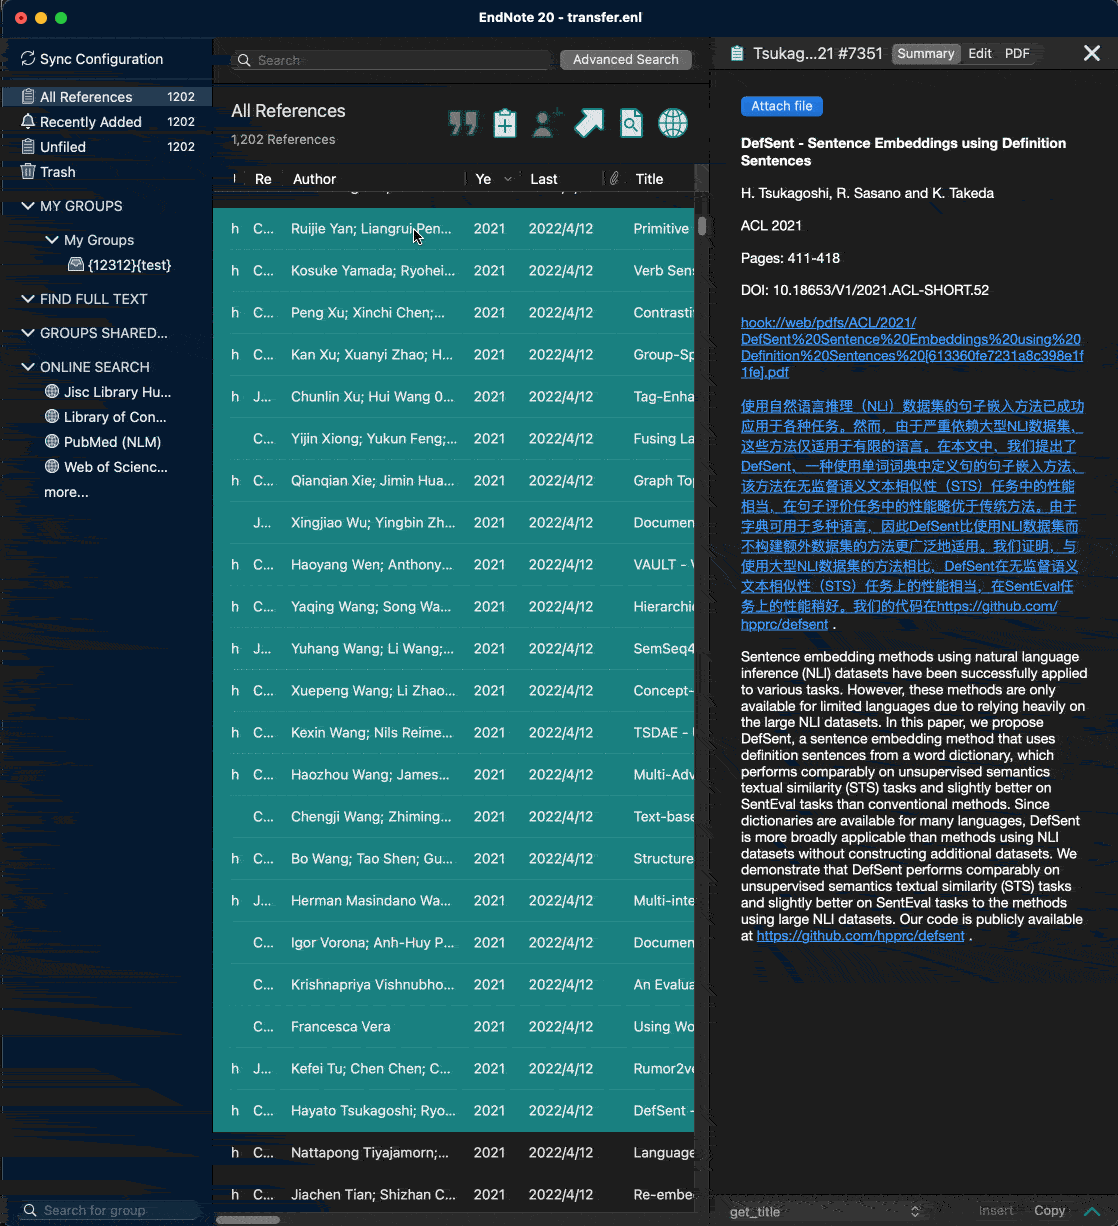 EndNote 20 - transfer.enl
Sync Configuration
All References 1202
Recently Added 1202
Unfiled 1202
Trash
MY GROUPS
My Groups
{12312}{test}
FIND FULL TEXT
GROUPS SHARED...
ONLINE SEARCH
Jisc Library Hu...
Library of Con...
PubMed (NLM)
Web of Scienc...
more...
Search for group
Search
Advanced Search
All References
1,202 References
Re Author Ye Last Title
h C... Ruijie Yan; Liangrui Pen... 2021 2022/4/12 Primitive
h C... Kosuke Yamada; Ryohei... 2021 2022/4/12 Verb Sens
h C... Peng Xu; Xinchi Chen;... 2021 2022/4/12 Contrasti
h C... Kan Xu; Xuanyi Zhao; H... 2021 2022/4/12 Group-Sp
h J... Chunlin Xu; Hui Wang 0... 2021 2022/4/12 Tag-Enha
C... Yijin Xiong; Yukun Feng;... 2021 2022/4/12 Fusing La
h C... Qianqian Xie; Jimin Hua... 2021 2022/4/12 Graph Top
J... Xingjiao Wu; Yingbin Zh... 2021 2022/4/12 Documen
h C... Haoyang Wen; Anthony... 2021 2022/4/12 VAULT - V
h C... Yaqing Wang; Song Wa... 2021 2022/4/12 Hierarchi
h J... Yuhang Wang; Li Wang;... 2021 2022/4/12 SemSeq4
h C... Xuepeng Wang; Li Zhao... 2021 2022/4/12 Concept-
h C... Kexin Wang; Nils Reime... 2021 2022/4/12 TSDAE - U
h C... Haozhou Wang; James... 2021 2022/4/12 Multi-Adv
C... Chengji Wang; Zhiming... 2021 2022/4/12 Text-base
h C... Bo Wang; Tao Shen; Gu... 2021 2022/4/12 Structure
h J... Herman Masindano Wa... 2021 2022/4/12 Multi-inte
C... Igor Vorona; Anh-Huy P... 2021 2022/4/12 Documen
C... Krishnapriya Vishnubho... 2021 2022/4/12 An Evalua
C... Francesca Vera 2021 2022/4/12 Using Wo
h J... Kefei Tu; Chen Chen; C... 2021 2022/4/12 Rumor2ve
h C... Hayato Tsukagoshi; Ryo... 2021 2022/4/12 DefSent -
h C... Nattapong Tiyajamorn;... 2021 2022/4/12 Language
h C... Jiachen Tian; Shizhan C... 2021 2022/4/12 Re-embe
Tsukag...21 #7351 Summary Edit PDF
Attach file
DefSent - Sentence Embeddings using Definition
Sentences
H. Tsukagoshi, R. Sasano and K. Takeda
ACL 2021
Pages: 411-418
DOI: 10.18653/V1/2021.ACL-SHORT.52
hook://web/pdfs/ACL/2021/
DefSent%20Sentence%20Embeddings%20using%20
Definition%20Sentences%20[613360fe7231a8c398e1f
1fe].pdf
使用自然语言推理（NLI）数据集的句子嵌入方法已成功
应用于各种任务。然而，由于严重依赖大型NLI数据集，
这些方法仅适用于有限的语言。在本文中，我们提出了
DefSent，一种使用单词词典中定义句的句子嵌入方法，
该方法在无监督语义文本相似性（STS）任务中的性能
相当，在句子评价任务中的性能略优于传统方法。由于
字典可用于多种语言，因此DefSent比使用NLI数据集而
不构建额外数据集的方法更广泛地适用。我们证明，与
使用大型NLI数据集的方法相比，DefSent在无监督语义
文本相似性（STS）任务上的性能相当，在SentEval任
务上的性能稍好。我们的代码在https://github.com/
hpprc/defsent .
Sentence embedding methods using natural language
inference (NLI) datasets have been successfully applied
to various tasks. However, these methods are only
available for limited languages due to relying heavily on
the large NLI datasets. In this paper, we propose
DefSent, a sentence embedding method that uses
definition sentences from a word dictionary, which
performs comparably on unsupervised semantics
textual similarity (STS) tasks and slightly better on
SentEval tasks than conventional methods. Since
dictionaries are available for many languages, DefSent
is more broadly applicable than methods using NLI
datasets without constructing additional datasets. We
demonstrate that DefSent performs comparably on
unsupervised semantics textual similarity (STS) tasks
and slightly better on SentEval tasks to the methods
using large NLI datasets. Our code is publicly available
at https://github.com/hpprc/defsent .
get_title Insert Copy